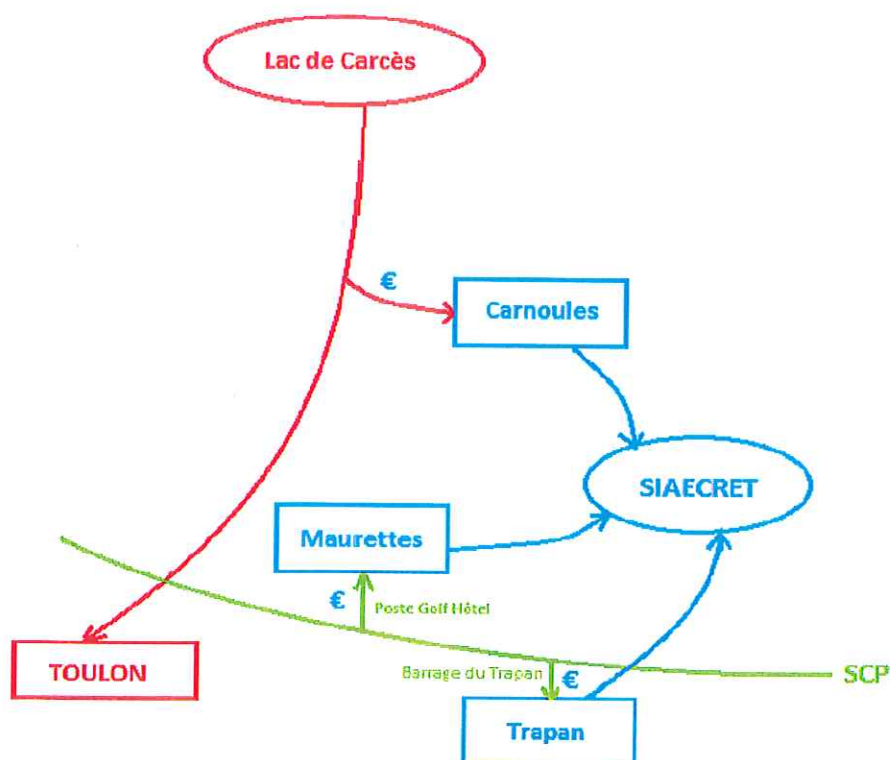 Lac de Carcès
€
Carnoules
SIAECRET
Maurettes
€
Poste Golf Hôtel
TOULON
Barrage du Trapan
€
SCP
Trapan